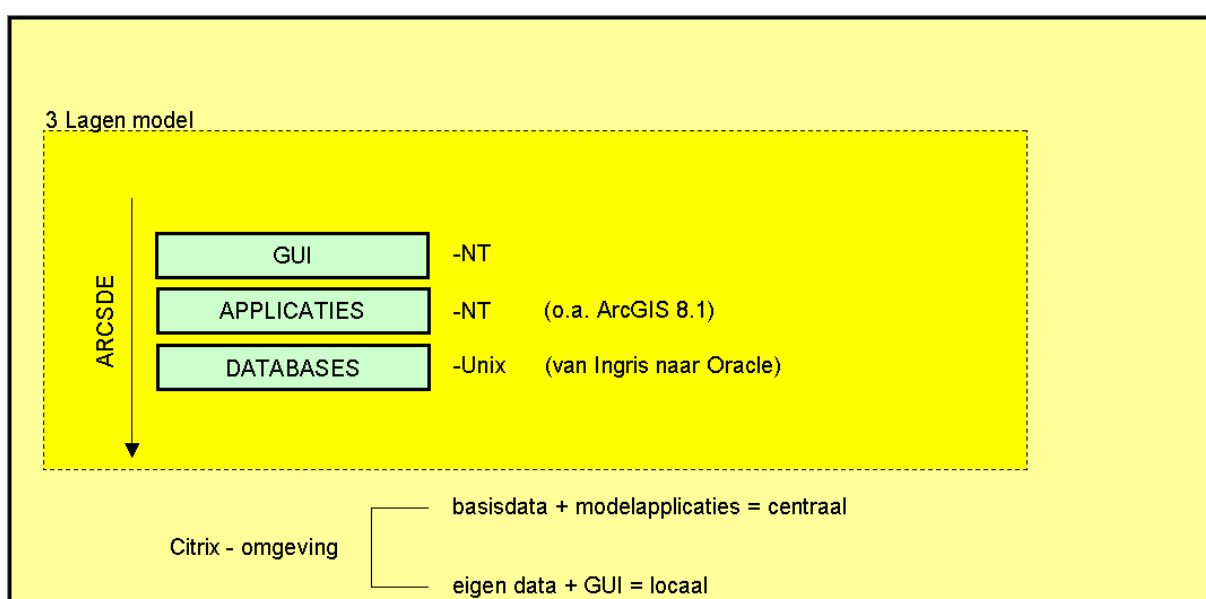 3 Lagen model
ARCSDE
GUI -NT
APPLICATIES -NT (o.a. ArcGIS 8.1)
DATABASES -Unix (van Ingris naar Oracle)
basisdata + modelapplicaties = centraal
Citrix - omgeving
eigen data + GUI = locaal